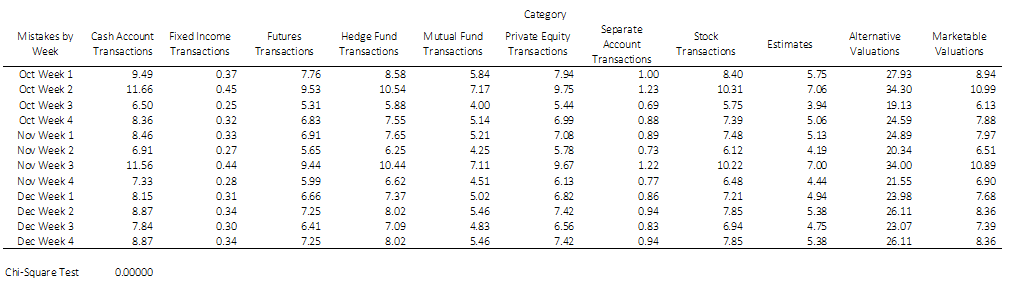 Category
Mistakes by Week Cash Account Transactions Fixed Income Transactions Futures Transactions Hedge Fund Transactions Mutual Fund Transactions Private Equity Transactions Separate Account Transactions Stock Transactions Estimates Alternative Valuations Marketable Valuations
Oct Week 1 9.49 0.37 7.76 8.58 5.84 7.94 1.00 8.40 5.75 27.93 8.94
Oct Week 2 11.66 0.45 9.53 10.54 7.17 9.75 1.23 10.31 7.06 34.30 10.99
Oct Week 3 6.50 0.25 5.31 5.88 4.00 5.44 0.69 5.75 3.94 19.13 6.13
Oct Week 4 8.36 0.32 6.83 7.55 5.14 6.99 0.88 7.39 5.06 24.59 7.88
Nov Week 1 8.46 0.33 6.91 7.65 5.21 7.08 0.89 7.48 5.13 24.89 7.97
Nov Week 2 6.91 0.27 5.65 6.25 4.25 5.78 0.73 6.12 4.19 20.34 6.51
Nov Week 3 11.56 0.44 9.44 10.44 7.11 9.67 1.22 10.22 7.00 34.00 10.89
Nov Week 4 7.33 0.28 5.99 6.62 4.51 6.13 0.77 6.48 4.44 21.55 6.90
Dec Week 1 8.15 0.31 6.66 7.37 5.02 6.82 0.86 7.21 4.94 23.98 7.68
Dec Week 2 8.87 0.34 7.25 8.02 5.46 7.42 0.94 7.85 5.38 26.11 8.36
Dec Week 3 7.84 0.30 6.41 7.09 4.83 6.56 0.83 6.94 4.75 23.07 7.39
Dec Week 4 8.87 0.34 7.25 8.02 5.46 7.42 0.94 7.85 5.38 26.11 8.36
Chi-Square Test 0.00000